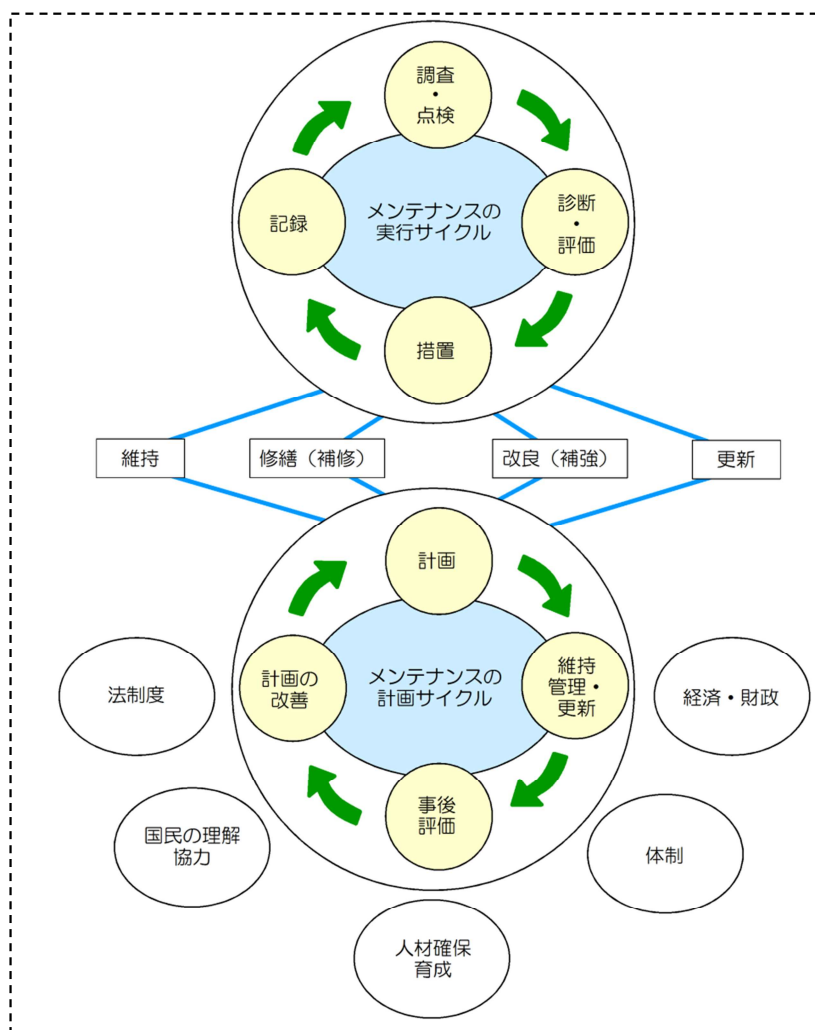 調査
・
点検
メンテナンスの
実行サイクル
記録
診断
・
評価
措置
維持
修繕（補修）
改良（補強）
更新
計画
メンテナンスの
計画サイクル
計画の
改善
維持
管理・
更新
事後
評価
法制度
経済・財政
国民の理解
協力
体制
人材確保
育成